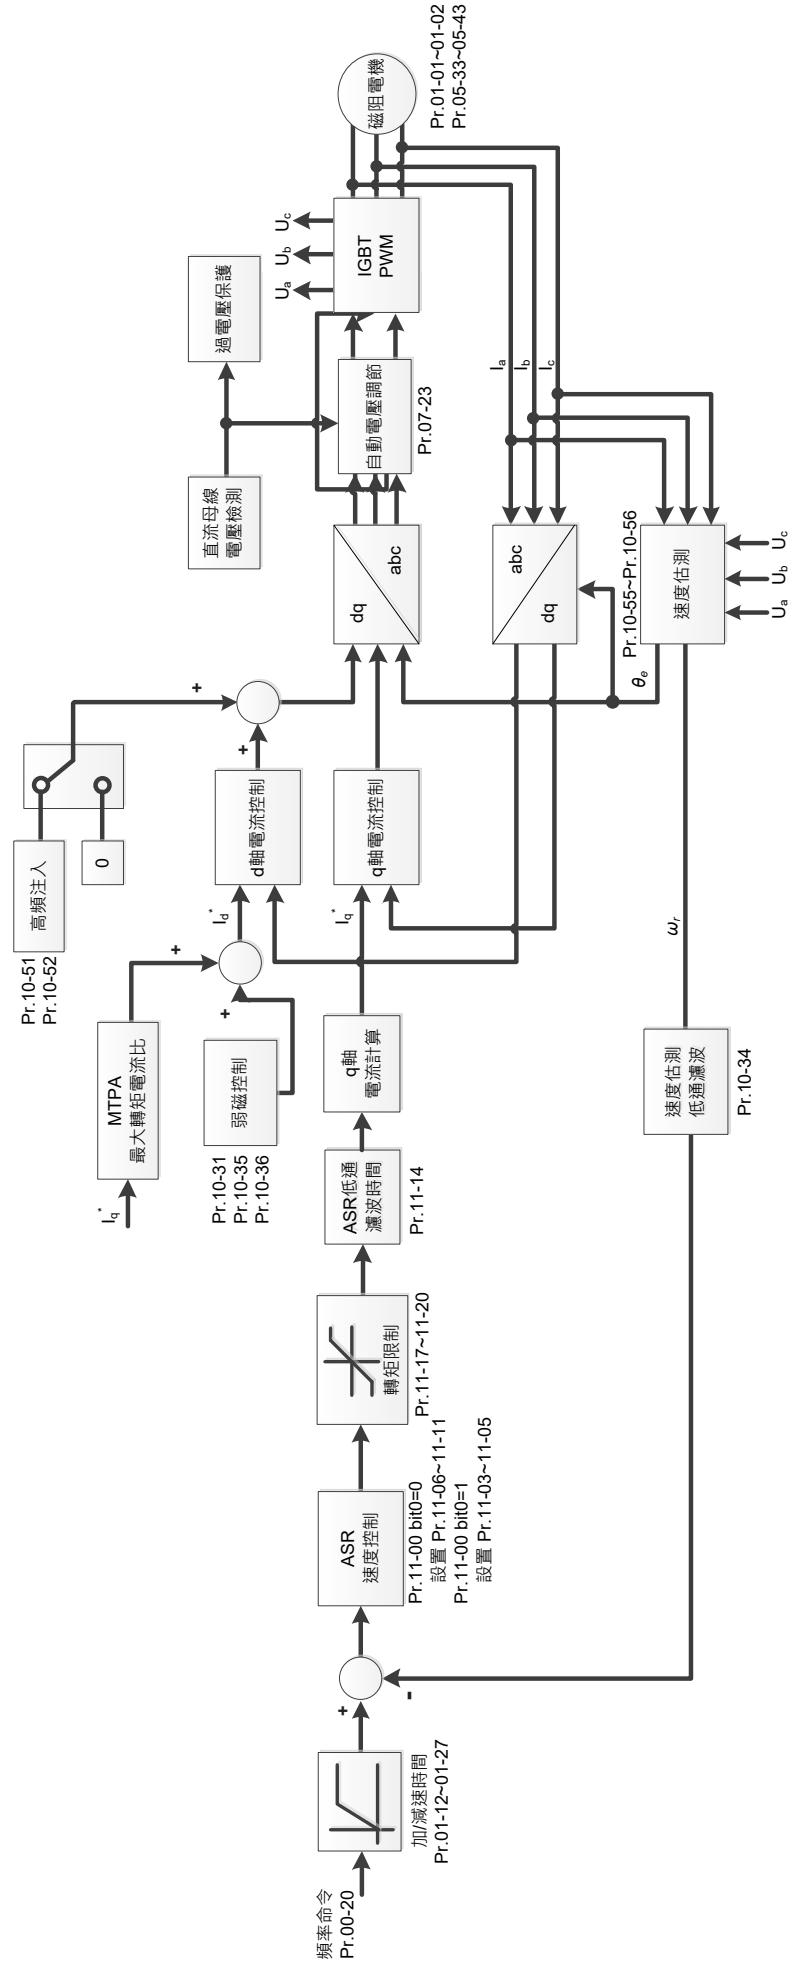 頻率命令
Pr.00-20
加/減速時間
Pr.01-12~01-27
+
-
ASR
速度控制
Pr.11-00 bit0=0
設置 Pr.11-06~11-11
Pr.11-00 bit0=1
設置 Pr.11-03~11-05
轉矩限制
Pr.11-17~11-20
ASR低通
濾波時間
Pr.11-14
q軸
電流計算
Iq*
MTPA
最大轉矩電流比
Iq*
弱磁控制
Pr.10-31
Pr.10-35
Pr.10-36
+
+
Id*
高頻注入
Pr.10-51
Pr.10-52
0
d軸電流控制
q軸電流控制
+
+
dq
abc
直流母線
電壓檢測
過電壓保護
自動電壓調節
Pr.07-23
IGBT
PWM
Ua
Ub
Uc
磁阻電機
Pr.01-01~01-02
Pr.05-33~05-43
Ia
Ib
Ic
abc
dq
速度估測
Pr.10-55~Pr.10-56
Ua
Ub
Uc
θe
ωr
速度估測
低通濾波
Pr.10-34